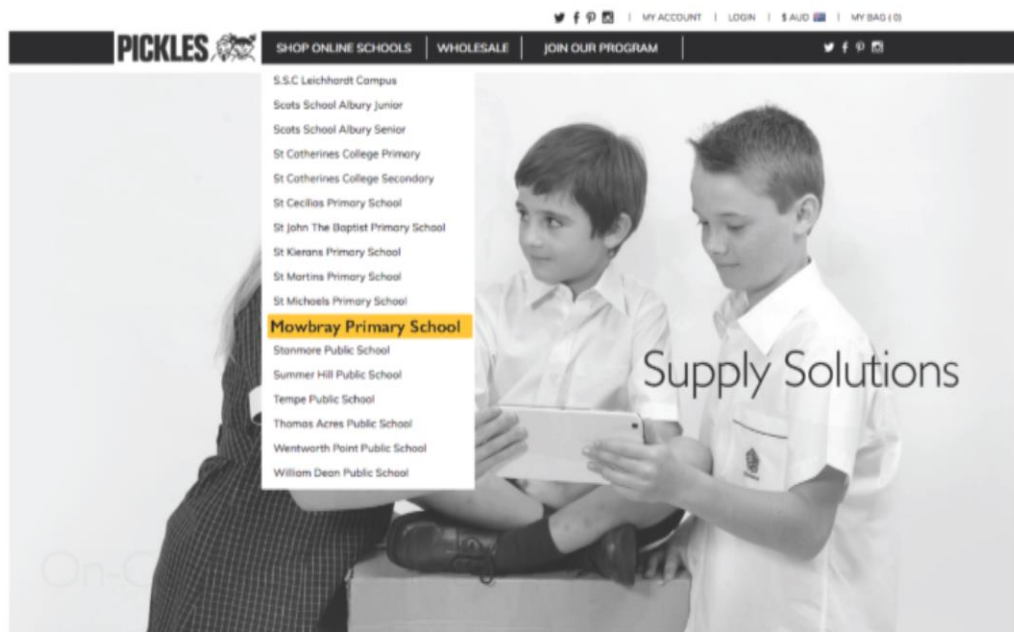 MY ACCOUNT | LOGIN | $ AUD | MY BAG ( 0 )
PICKLES SHOP ONLINE SCHOOLS WHOLESALE JOIN OUR PROGRAM
S.S.C Leichhardt Campus
Scots School Albury Junior
Scots School Albury Senior
St Catherines College Primary
St Catherines College Secondary
St Cecilias Primary School
St John The Baptist Primary School
St Kierans Primary School
St Martins Primary School
St Michaels Primary School
Mowbray Primary School
Stanmore Public School
Summer Hill Public School
Tempe Public School
Thomas Acres Public School
Wentworth Point Public School
William Dean Public School
Supply Solutions